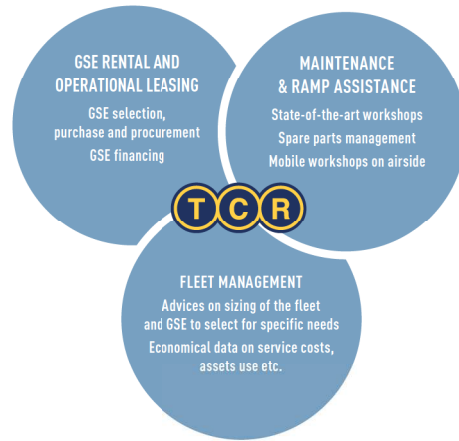 GSE RENTAL AND
OPERATIONAL LEASING
GSE selection,
purchase and procurement
GSE financing
MAINTENANCE
& RAMP ASSISTANCE
State-of-the-art workshops
Spare parts management
Mobile workshops on airside
TCR
FLEET MANAGEMENT
Advices on sizing of the fleet
and GSE to select for specific needs
Economical data on service costs,
assets use etc.